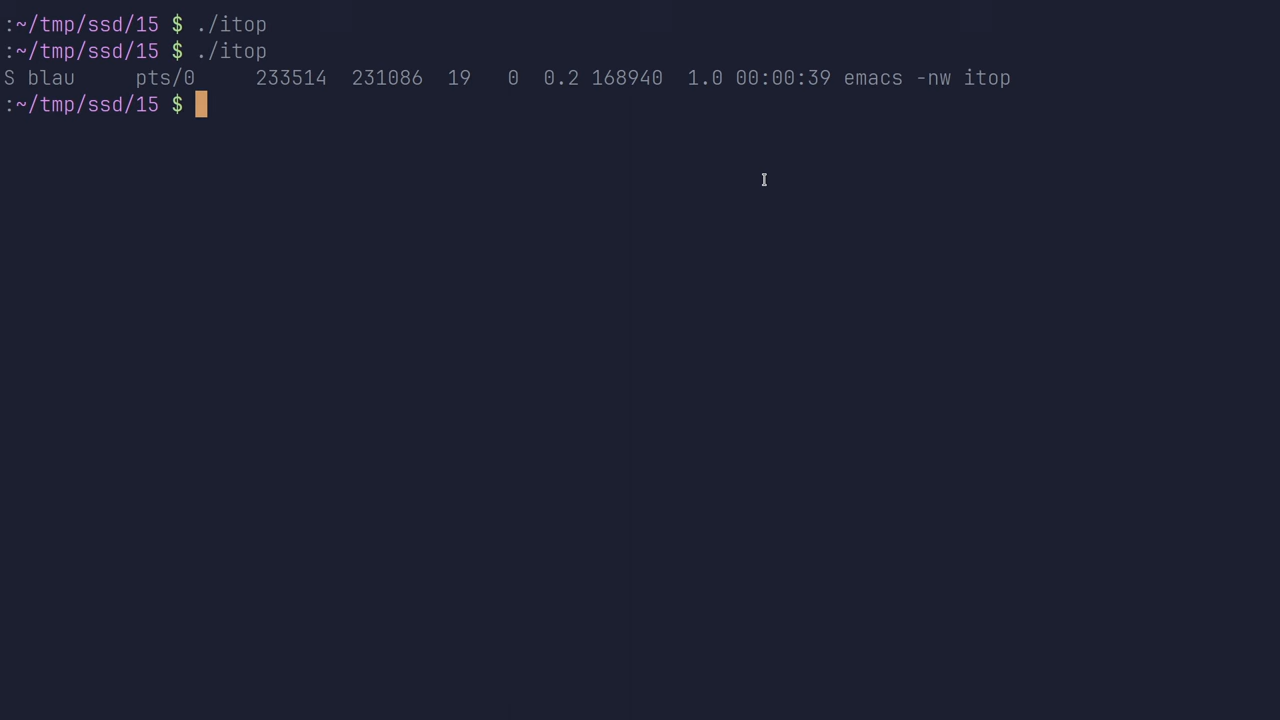 :~/tmp/ssd/15 $ ./itop
:~/tmp/ssd/15 $ ./itop
S blau     pts/0     233514  231086  19   0  0.2 168940  1.0 00:00:39 emacs -nw itop
:~/tmp/ssd/15 $